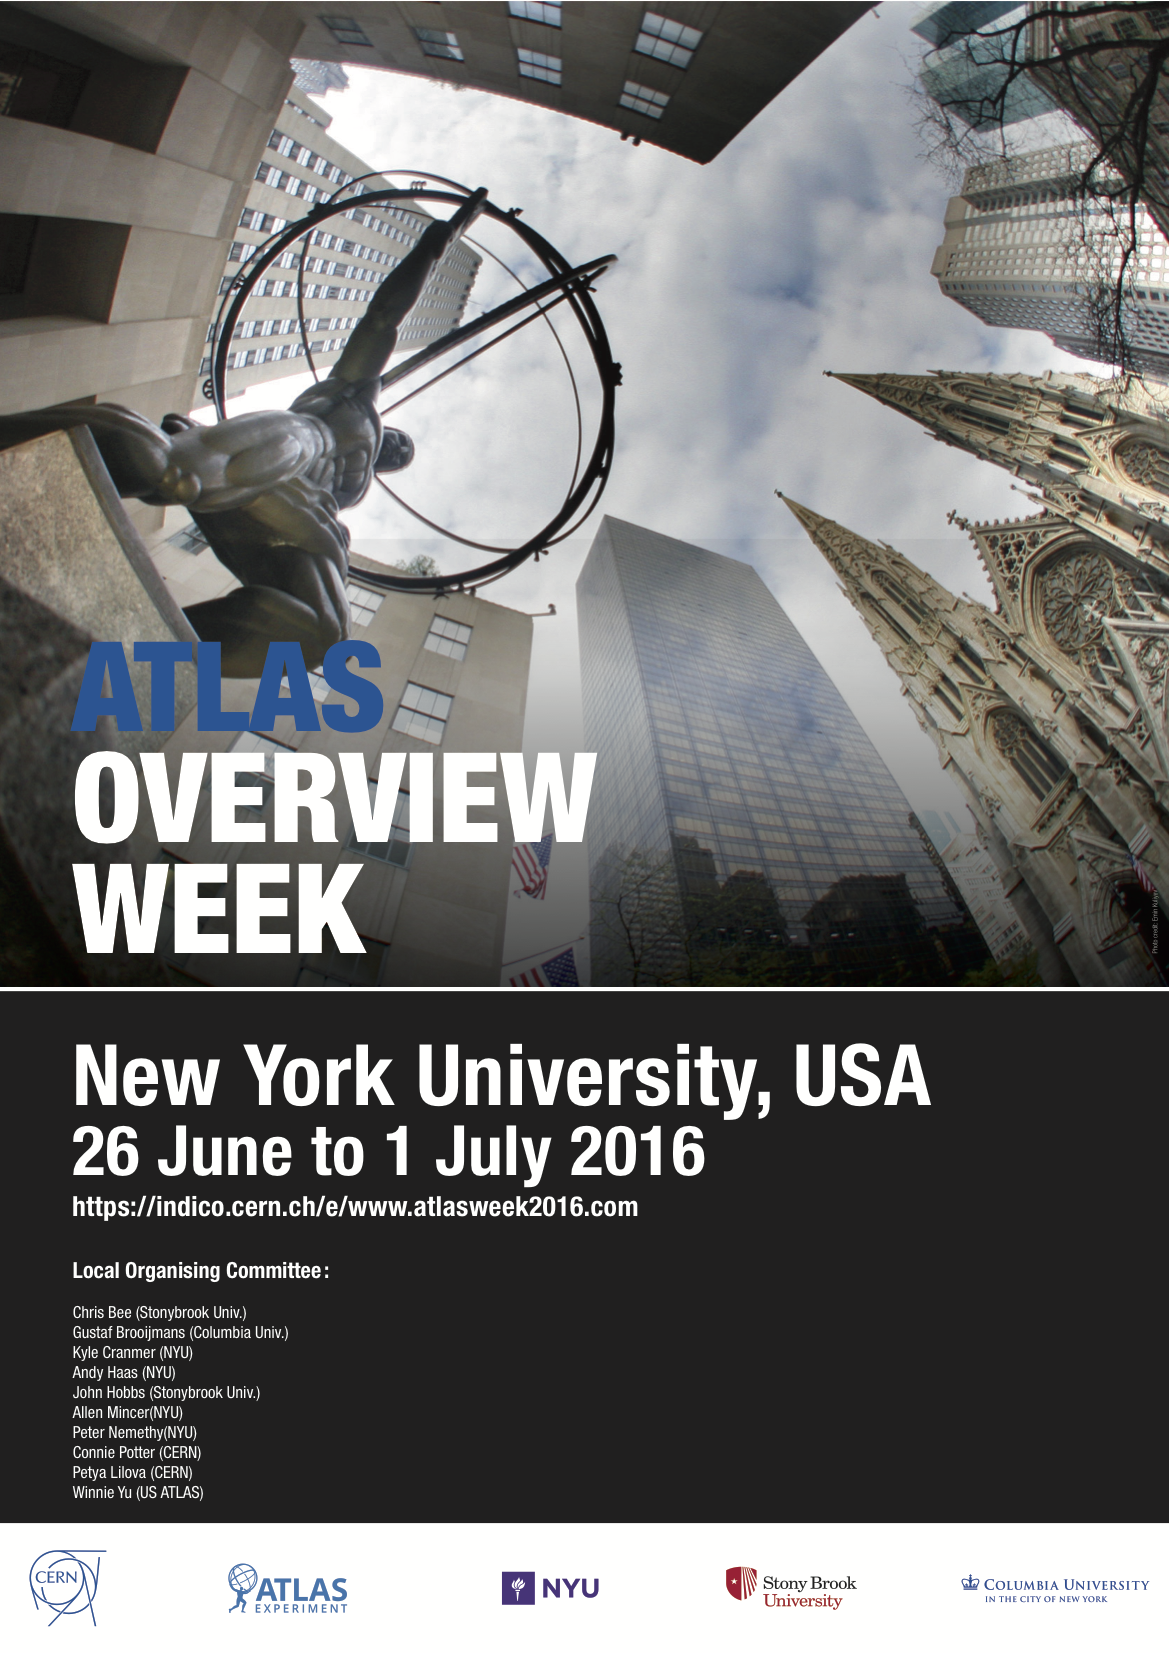 ATLAS
OVERVIEW
WEEK
New York University, USA
26 June to 1 July 2016
https://indico.cern.ch/e/www.atlasweek2016.com
Local Organising Committee :
Chris Bee (Stonybrook Univ.)
Gustaf Brooijmans (Columbia Univ.)
Kyle Cranmer (NYU)
Andy Haas (NYU)
John Hobbs (Stonybrook Univ.)
Allen Mincer(NYU)
Peter Nemethy(NYU)
Connie Potter (CERN)
Petya Lilova (CERN)
Winnie Yu (US ATLAS)
Photo credit: Emin
CERN
ATLAS
EXPERIMENT
NYU
Stony Brook
University
COLUMBIA UNIVERSITY
IN THE CITY OF NEW YORK